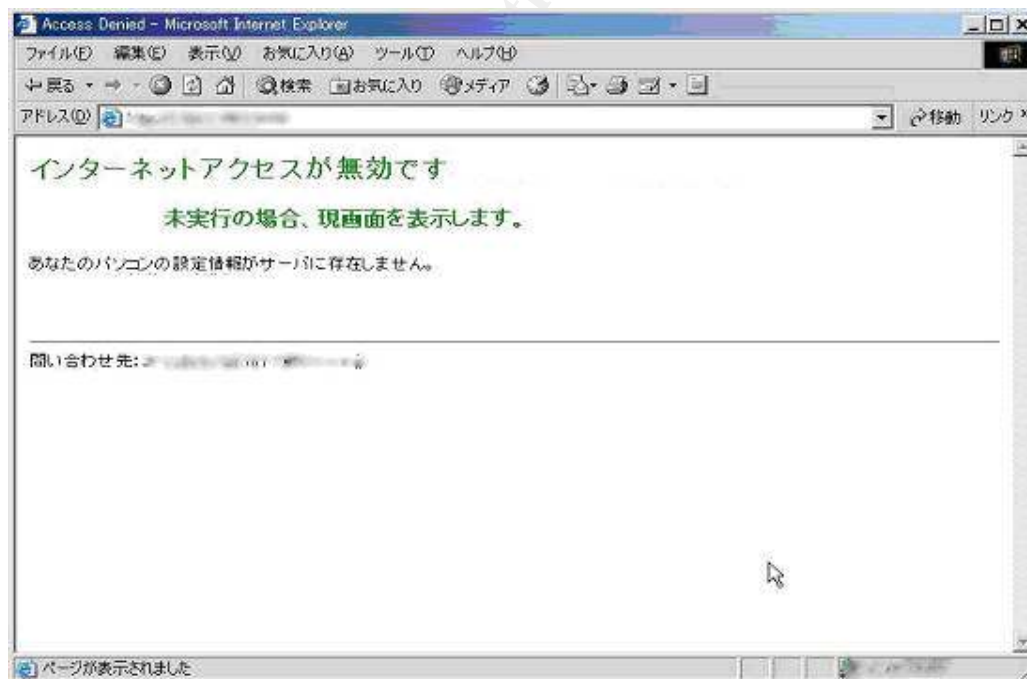 Access Denied - Microsoft Internet Explorer
ファイル(F) 編集(E) 表示(V) お気に入り(A) ツール(T) ヘルプ(H)
戻る 検索 お気に入り メディア
アドレス(D) 移動 リンク »
インターネットアクセスが無効です
未実行の場合、現画面を表示します。
あなたのパソコンの設定情報がサーバに存在しません。
問い合わせ先:
ページが表示されました